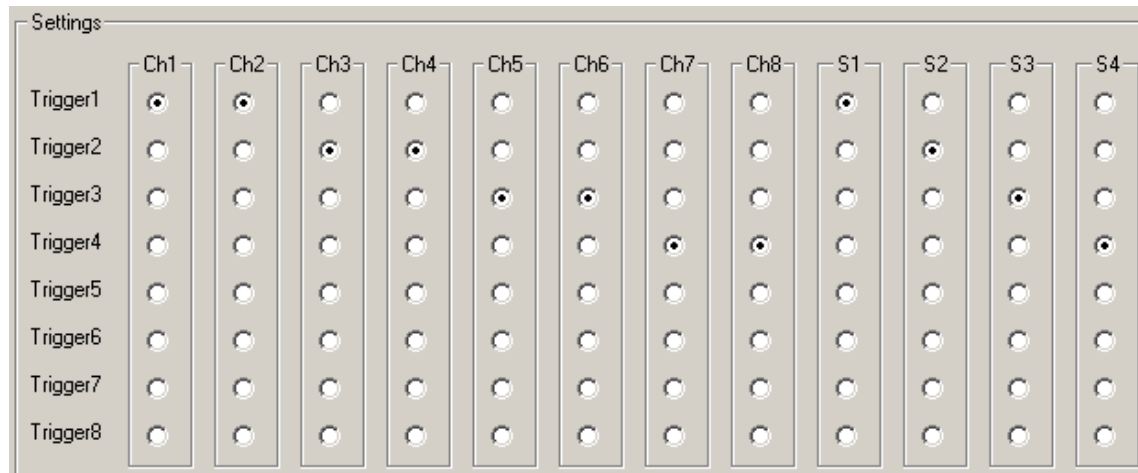 Settings
Ch1 Ch2 Ch3 Ch4 Ch5 Ch6 Ch7 Ch8 S1 S2 S3 S4
Trigger1
Trigger2
Trigger3
Trigger4
Trigger5
Trigger6
Trigger7
Trigger8